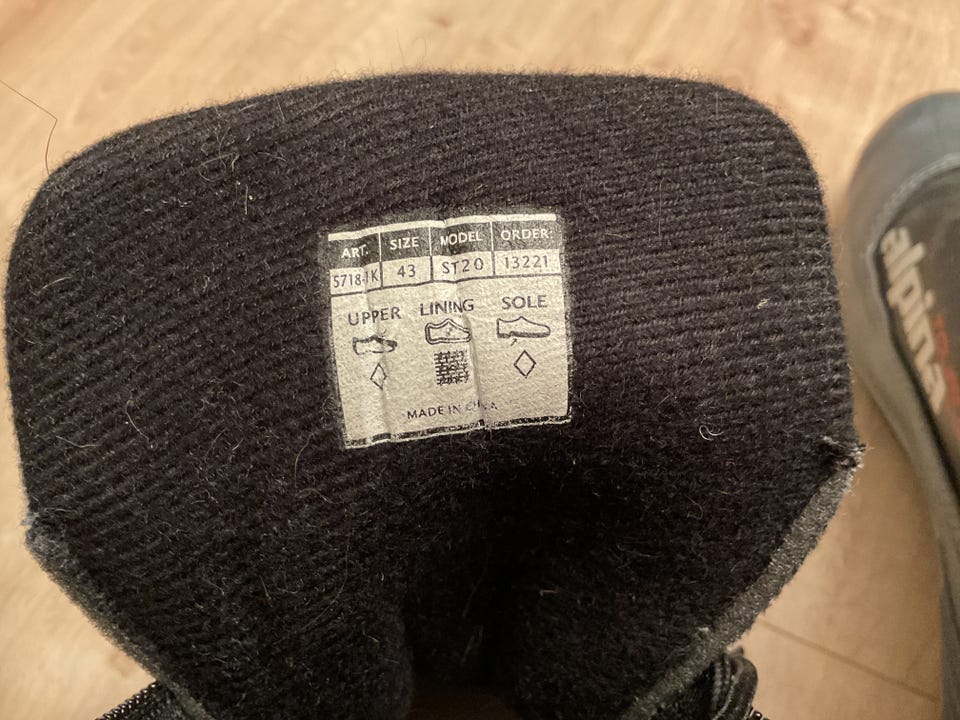 ART. SIZE MODEL ORDER:
5718-1K 43 ST20 13221
UPPER LINING SOLE
MADE IN
alpina